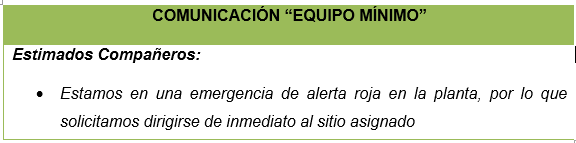 COMUNICACIÓN “EQUIPO MÍNIMO”
Estimados Compañeros:
• Estamos en una emergencia de alerta roja en la planta, por lo que
solicitamos dirigirse de inmediato al sitio asignado